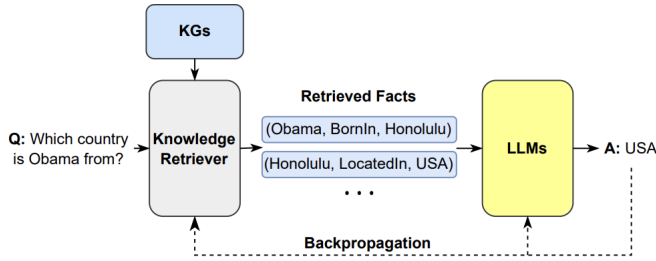 KGs
Q: Which country
is Obama from?
Knowledge
Retriever
Retrieved Facts
(Obama, BornIn, Honolulu)
(Honolulu, LocatedIn, USA)
• • •
LLMs
A: USA
Backpropagation